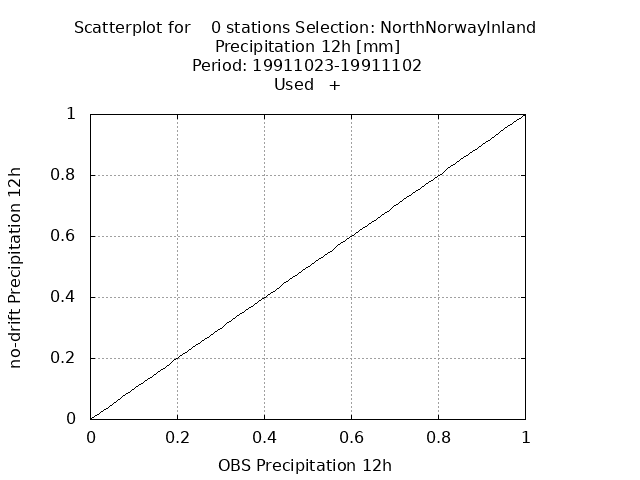 Scatterplot for    0 stations Selection: NorthNorwayInland
Precipitation 12h [mm]
Period: 19911023-19911102
Used   +
1
0.8
0.6
0.4
0.2
0
no-drift Precipitation 12h
0 0.2 0.4 0.6 0.8 1
OBS Precipitation 12h